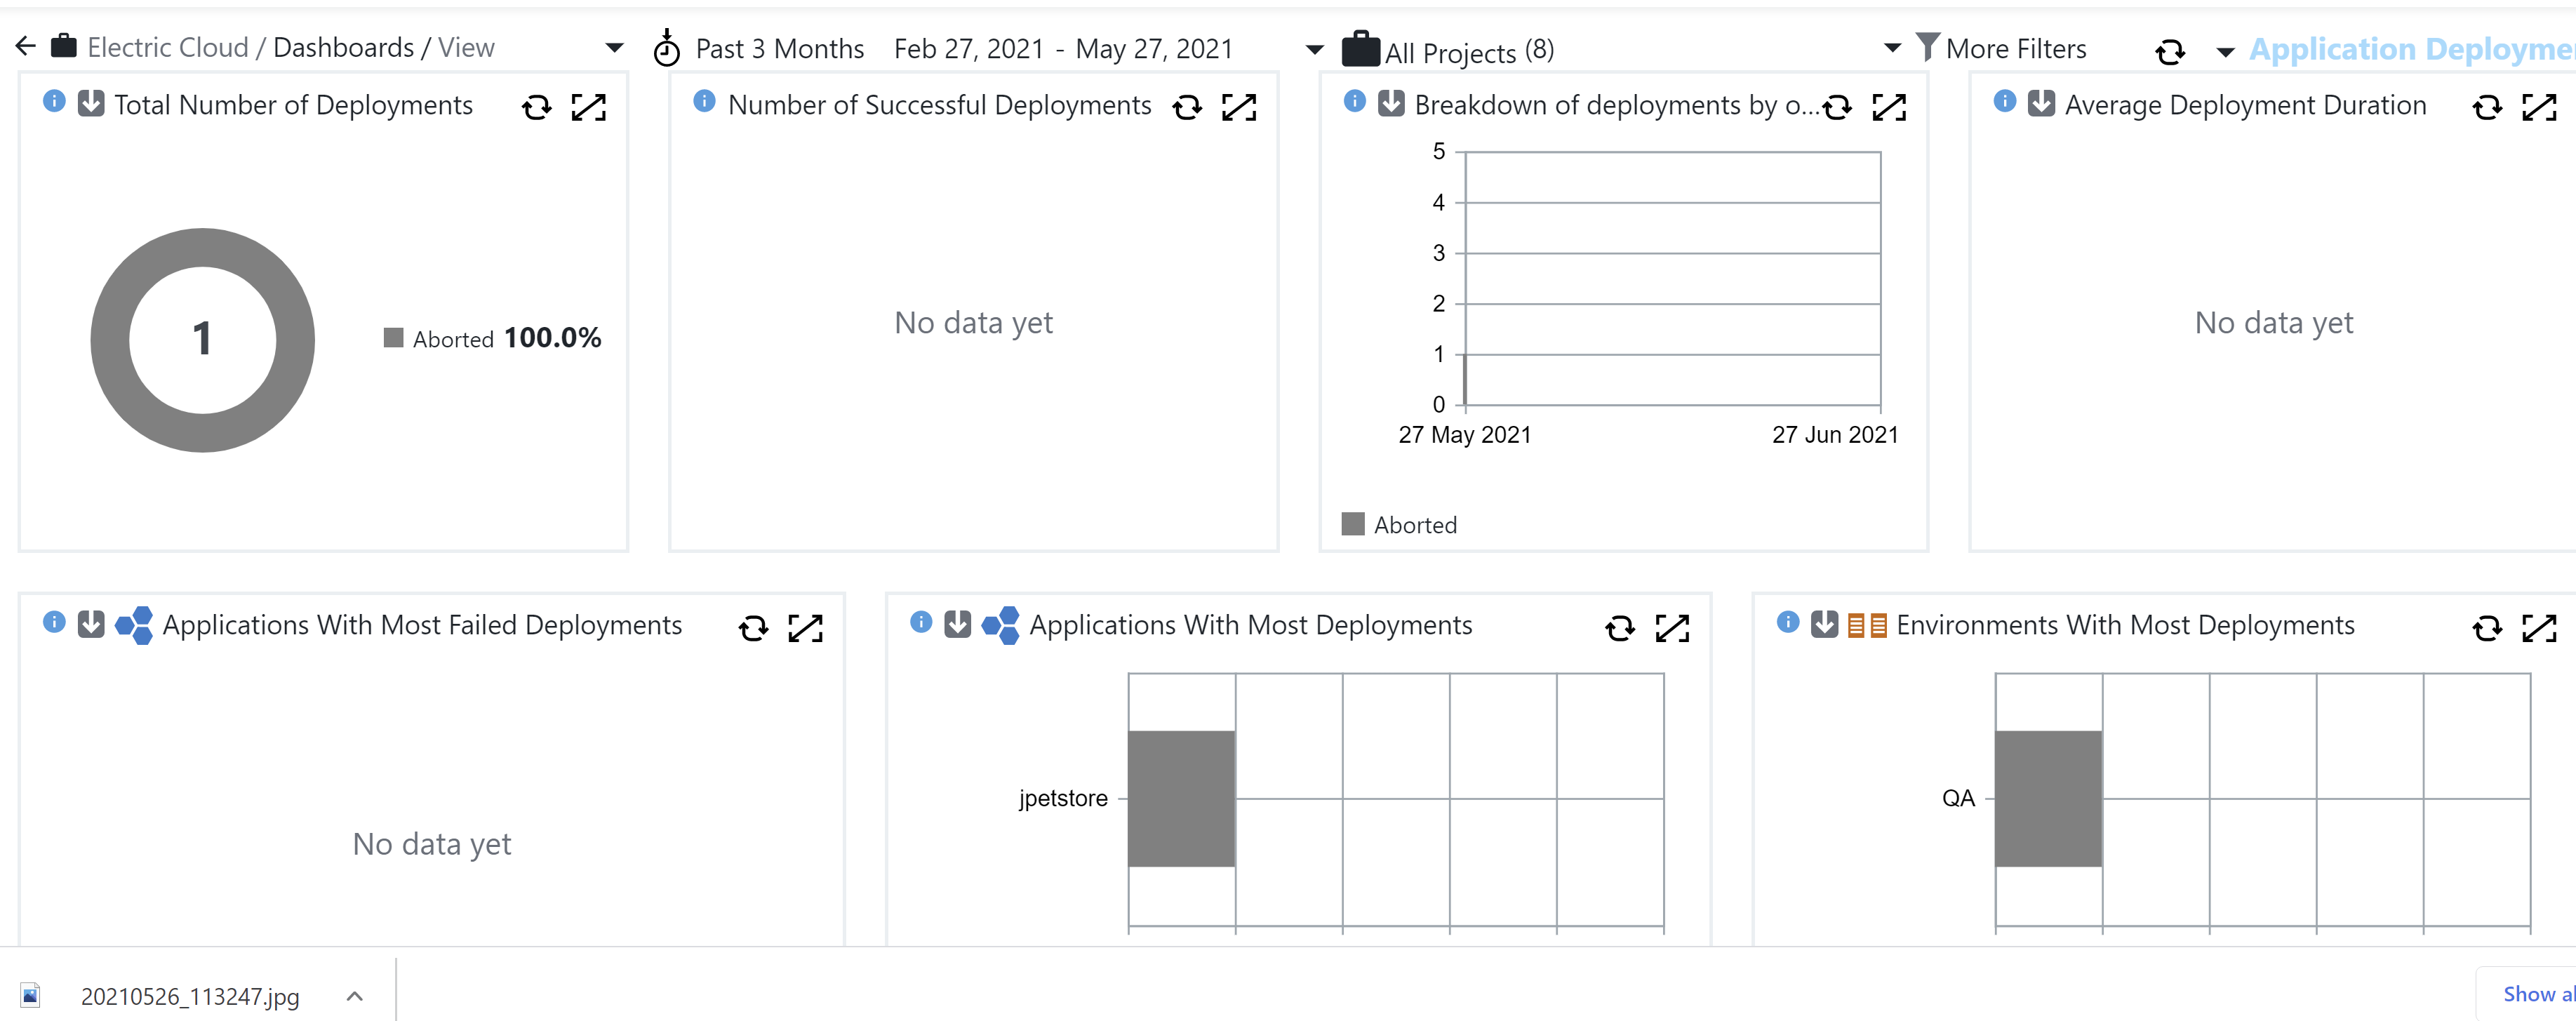 Electric Cloud / Dashboards / View
Past 3 Months Feb 27, 2021 - May 27, 2021
All Projects (8)
More Filters
Application
Total Number of Deployments
1
Aborted 100.0%
Number of Successful Deployments
No data yet
Breakdown of deployments by o...
5
4
3
2
1
0
27 May 2021 27 Jun 2021
Aborted
Average Deployment Duration
No data yet
Applications With Most Failed Deployments
No data yet
Applications With Most Deployments
jpetstore
Environments With Most Deployments
QA
20210526_113247.jpg
Show